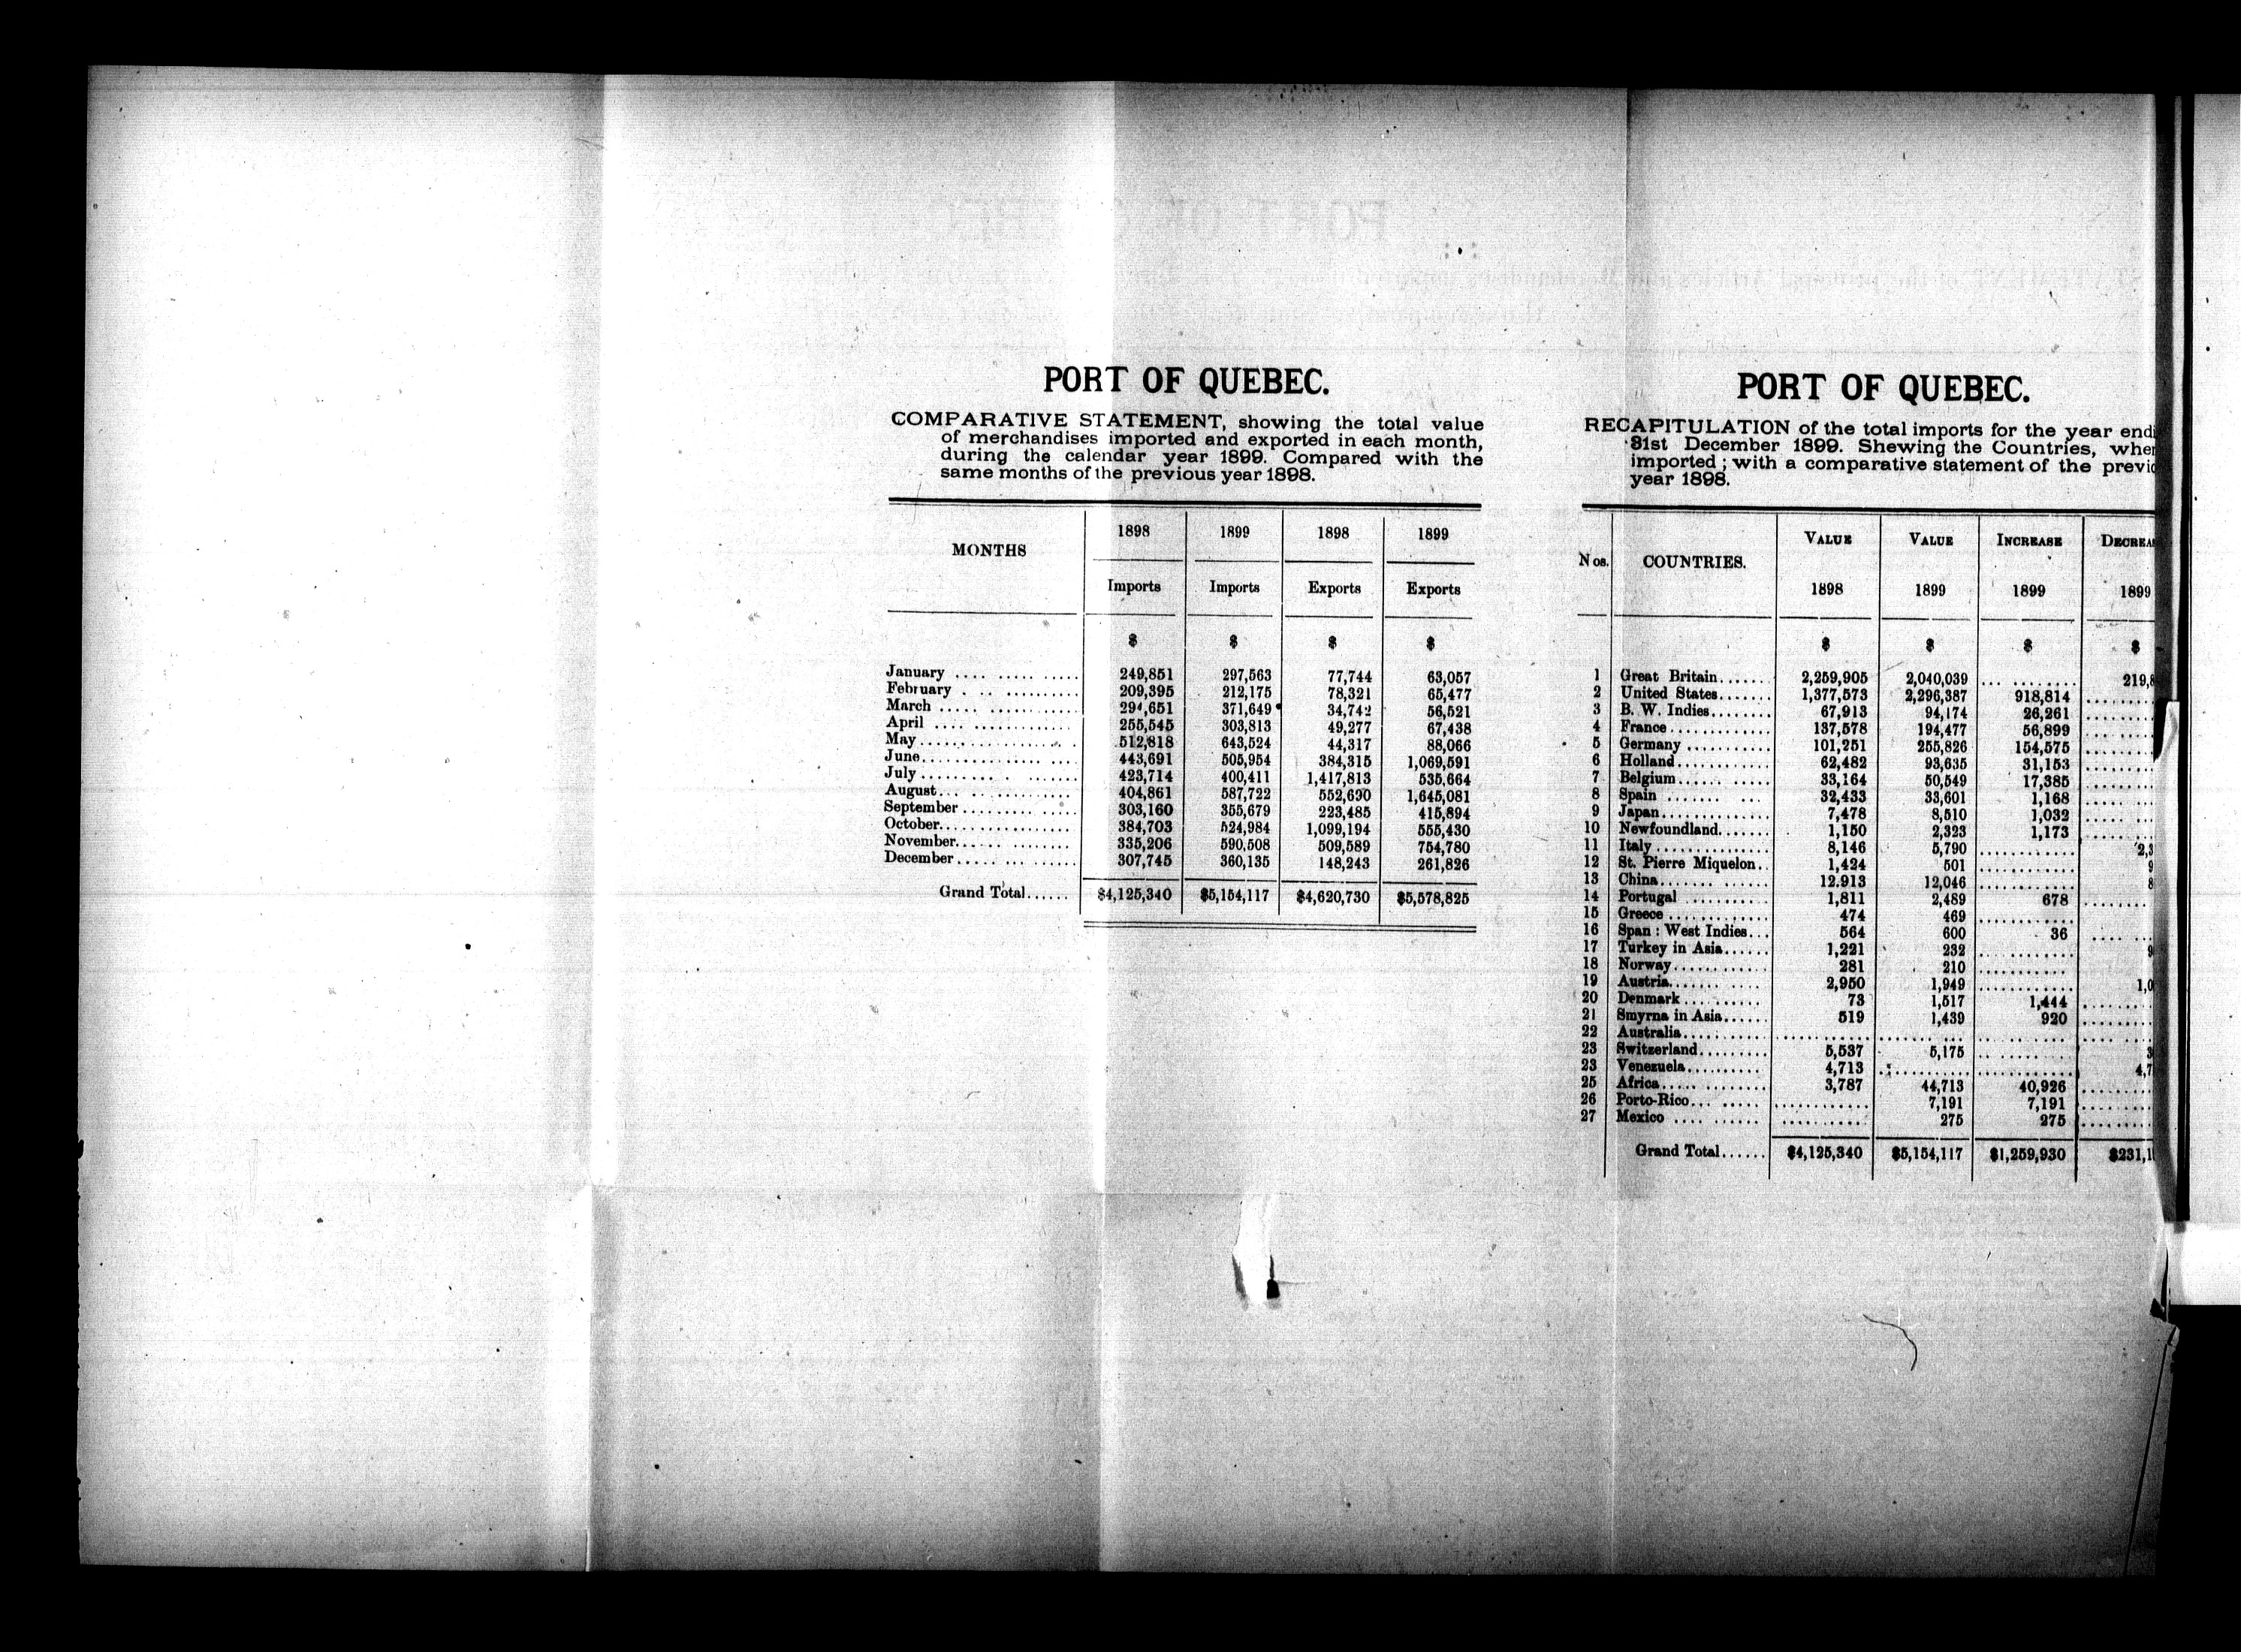 PORT OF QUEBEC.
COMPARATIVE STATEMENT, showing the total value
of merchandises imported and exported in each month,
during the calendar year 1899. Compared with the
same months of the previous year 1898.
MONTHS 1898 1899 1898 1899
Imports Imports Exports Exports
$ $ $ $
January .... ..... ..... 249,851 297,563 77,744 63,057
February . ... .......... 209,395 212,175 78,321 65,477
March ..... ............ 294,651 371,649 34,742 56,521
April .... ............. 255,545 303,813 49,277 67,438
May................... 512,818 643,524 44,317 88,066
June................ .... 443,691 505,954 384,315 1,069,591
July.......... . ....... 423,714 400,411 1,417,813 535,664
August... .. ........... 404,861 587,722 552,690 1,645,081
September .......... ..... 303,160 355,679 223,485 415,894
October................. 384,703 524,984 1,099,194 555,430
November...... ........ 335,206 590,508 509,589 754,780
December..... ... ...... 307,745 360,135 148,243 261,826
Grand Total...... $4,125,340 $5,154,117 $4,620,730 $5,578,825
PORT OF QUEBEC.
RECAPITULATION of the total imports for the year endi
31st December 1899. Shewing the Countries, wher
imported; with a comparative statement of the previo
year 1898.
Nos. COUNTRIES. VALUE VALUE INCREASE DECREA
1898 1899 1899 1899
$ $ $ $
1 Great Britain....... 2,259,905 2,040,039 ... ........ 219,8
2 United States....... 1,377,573 2,296,387 918,814 .........
3 B. W. Indies........ 67,913 94,174 26,261 .........
4 France............. 137,578 194,477 56,899 ... .....
5 Germany ........... 101,251 255,826 154,575 .........
6 Holland............ 62,482 93,635 31,153 .........
7 Belgium...... ..... 33,164 50,549 17,385 .........
8 Spain ....... ... 32,433 33,601 1,168 ..... ...
9 Japan.............. 7,478 8,510 1,032 ..... ...
10 Newfoundland....... 1,150 2,323 1,173 ..... ...
11 Italy............... 8,146 5,790 ............ 2,3
12 St. Pierre Miquelon.. 1,424 501 ............ 9
13 China....... ...... 12.913 12,046 ............ 8
14 Portugal .......... 1,811 2,489 678 ........
15 Greece ............. 474 469 ............
16 Span : West Indies... 564 600 36 .... ...
17 Turkey in Asia...... 1,221 232 ........... 9
18 Norway............ 281 210 ...........
19 Austria....... .... 2,950 1,949 ............ 1,0
20 Denmark .......... 73 1,517 1,444 .........
21 Smyrna in Asia...... 519 1,439 920 .........
22 Australia........... ............ ............ ............ .........
23 Switzerland......... 5,537 5,175 ........... 3
23 Venezuela.......... 4,713 ............ ............ 4,7
25 Africa..... ........ 3,787 44,713 40,926 .........
26 Porto-Rico... ..... ............ 7,191 7,191 .........
27 Mexico .... ...... ........... 275 275 .........
Grand Total...... $4,125,340 $5,154,117 $1,259,930 $231,1